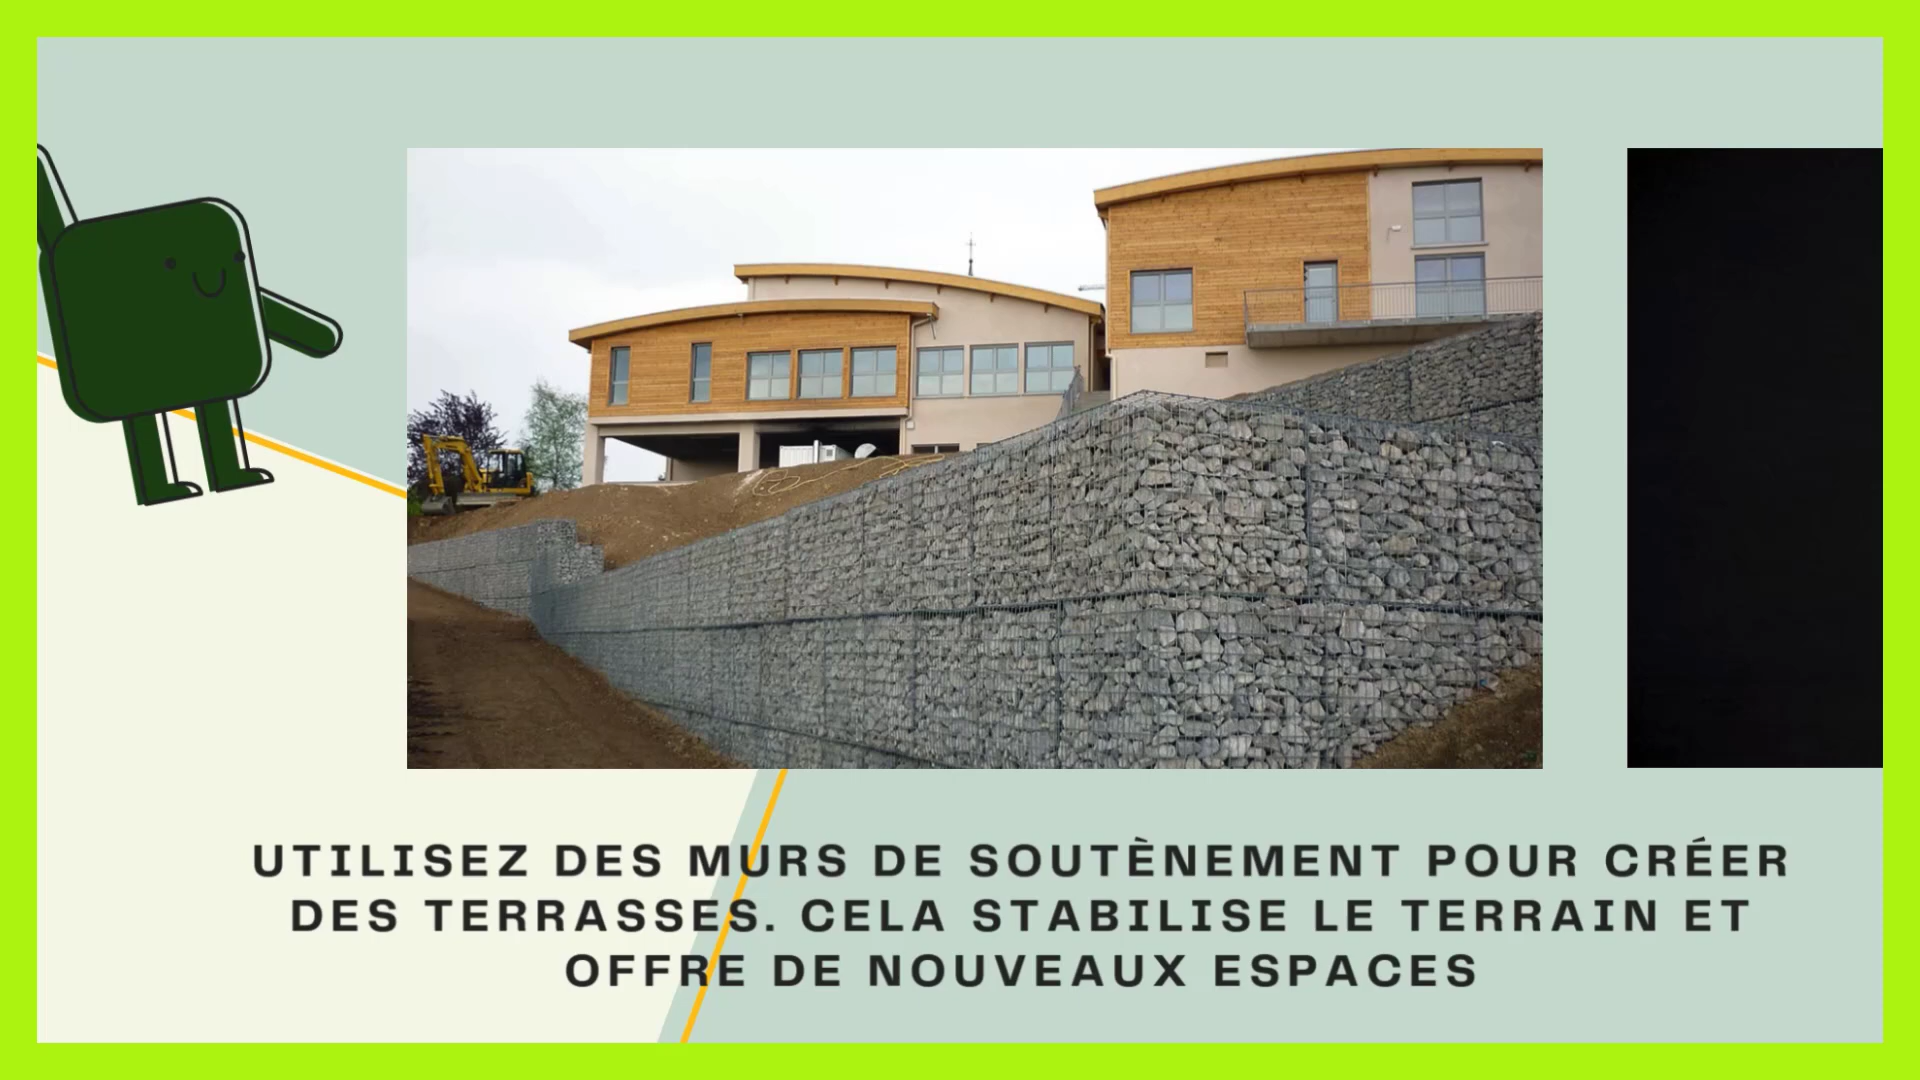 UTILISEZ DES MURS DE SOUTÈNEMENT POUR CRÉER
DES TERRASSES. CELA STABILISE LE TERRAIN ET
OFFRE DE NOUVEAUX ESPACES